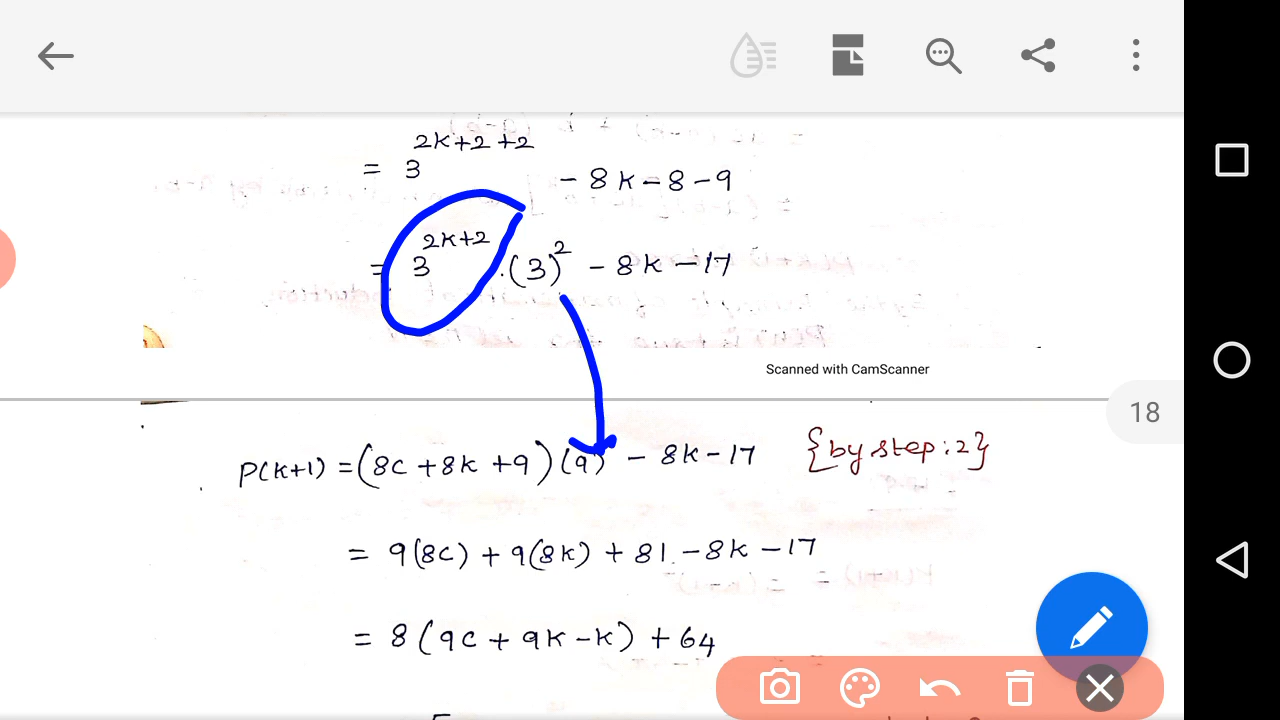 = 3^{2k+2+2} - 8k - 8 - 9
= 3^{2k+2} . (3)^2 - 8k - 17
Scanned with CamScanner
18
P(k+1) = (8c + 8k + 9)(9) - 8k - 17 {by step:2}
= 9(8c) + 9(8k) + 81 - 8k - 17
= 8(9c + 9k - k) + 64